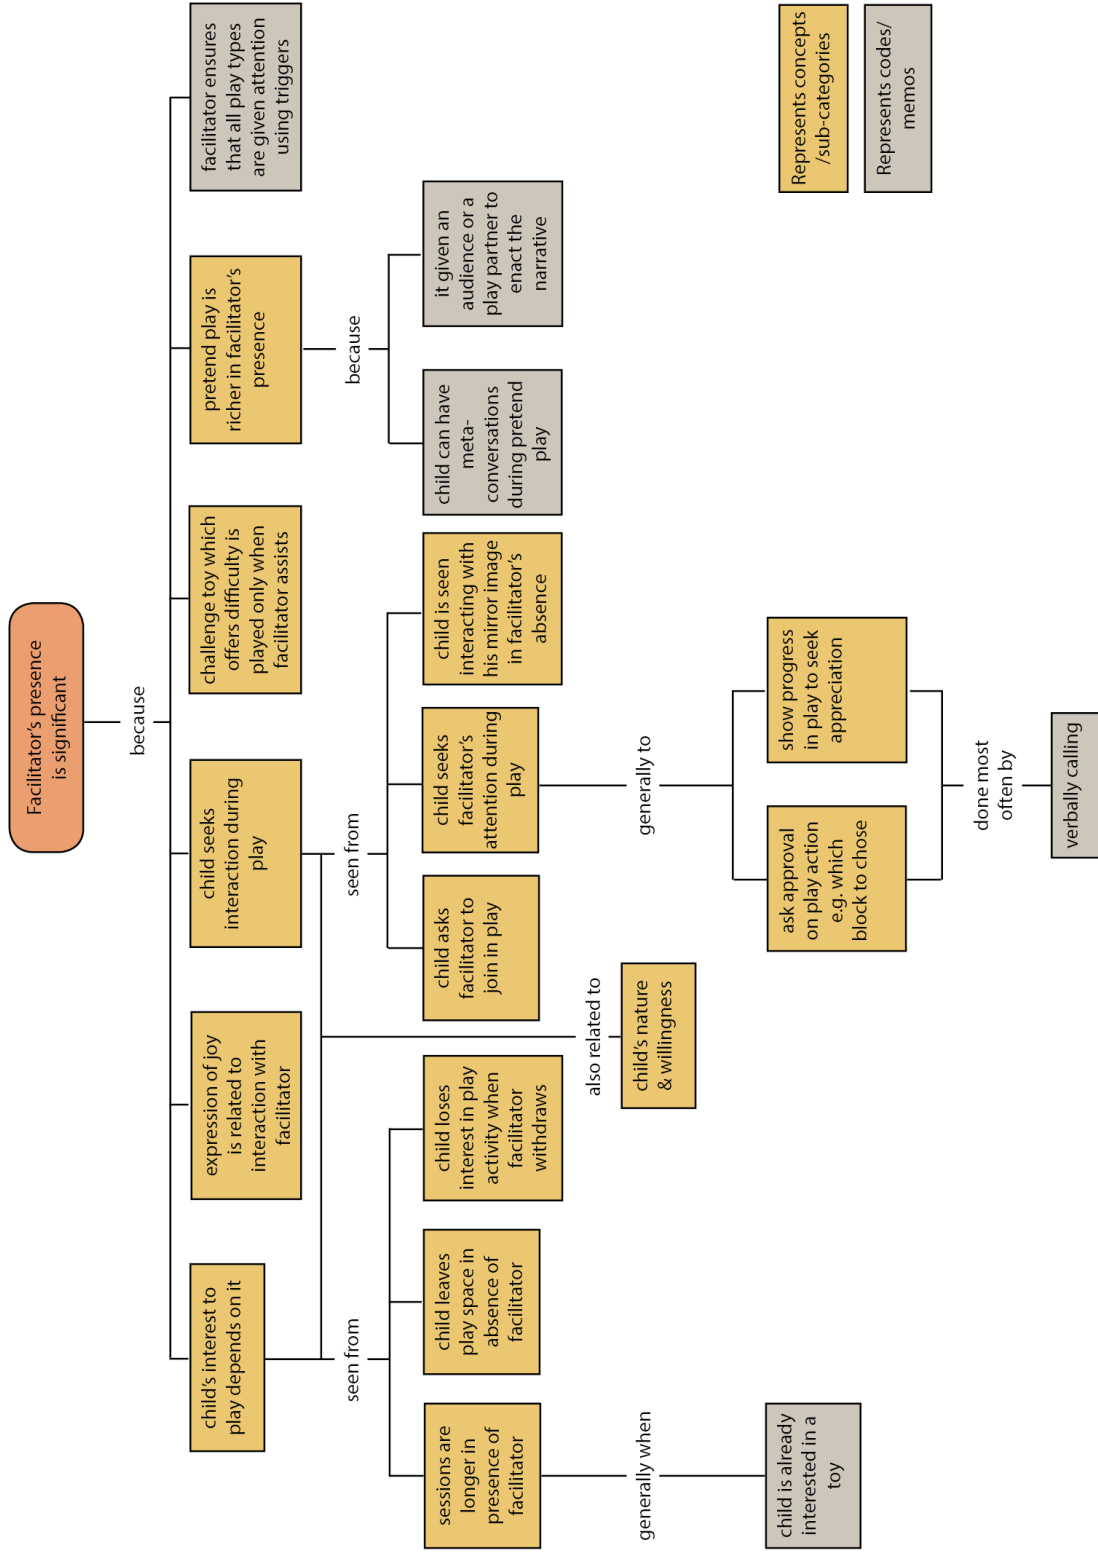 Facilitator's presence
is significant
because
child's interest to
play depends on it
expression of joy
is related to
interaction with
facilitator
child seeks
interaction during
play
challenge toy which
offers difficulty is
played only when
facilitator assists
pretend play is
richer in facilitator's
presence
facilitator ensures
that all play types
are given attention
using triggers
seen from
seen from
because
sessions are
longer in
presence of
facilitator
child leaves
play space in
absence of
facilitator
child loses
interest in play
activity when
facilitator
withdraws
child asks
facilitator to
join in play
child seeks
facilitator's
attention during
play
child is seen
interacting with
his mirror image
in facilitator's
absence
child can have
meta-
conversations
during pretend
play
it given an
audience or a
play partner to
enact the
narrative
also related to
child's nature
& willingness
generally when
generally to
child is already
interested in a
toy
ask approval
on play action
e.g. which
block to chose
show progress
in play to seek
appreciation
done most
often by
verbally calling
Represents concepts
/sub-categories
Represents codes/
memos